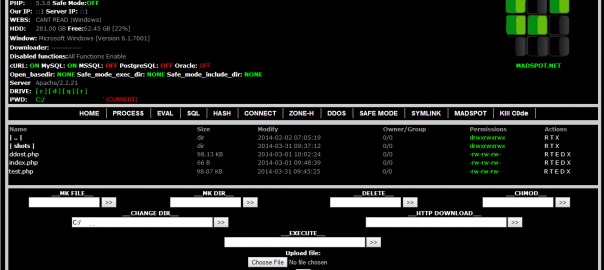 PHP: 5.3.8 Safe Mode:OFF
Our IP: ::1 Server IP: ::1
WEBS: CANT READ (Windows)
HDD: 281.00 GB Free:62.43 GB [22%]
Window: Microsoft Windows [Version 6.1.7601]
Downloader: --------------
Disabled functions:All Functions Enable
cURL: ON MySQL: ON MSSQL: OFF PostgreSQL: OFF Oracle: OFF
Open_basedir: NONE Safe_mode_exec_dir: NONE Safe_mode_include_dir: NONE
Server Apache/2.2.21
DRIVE: [c] [d] [q] [r]
PWD: C:/ [CURRENT]
MADSPOT.NET
HOME PROCESS EVAL SQL HASH CONNECT ZONE-H DDOS SAFE MODE SYMLINK MADSPOT Kill C0de
Name Size Modify Owner/Group Permissions Actions
[ .. ] dir 2014-02-02 07:05:19 0/0 drwxrwxrwx R T X
[ shots ] dir 2014-03-31 09:37:12 0/0 drwxrwxrwx R T X
ddost.php 98.13 KB 2014-03-01 10:02:24 0/0 -rw-rw-rw- R T E D X
index.php 66 B 2014-03-01 09:48:39 0/0 -rw-rw-rw- R T E D X
test.php 98.07 KB 2014-03-31 09:45:25 0/0 -rw-rw-rw- R T E D X
__MK FILE__ __MK DIR__ __DELETE__ __CHMOD__
>> >> >> >>
__CHANGE DIR__ __HTTP DOWNLOAD__
C:/ >> >>
__EXECUTE__
>>
Upload file:
Choose File No file chosen